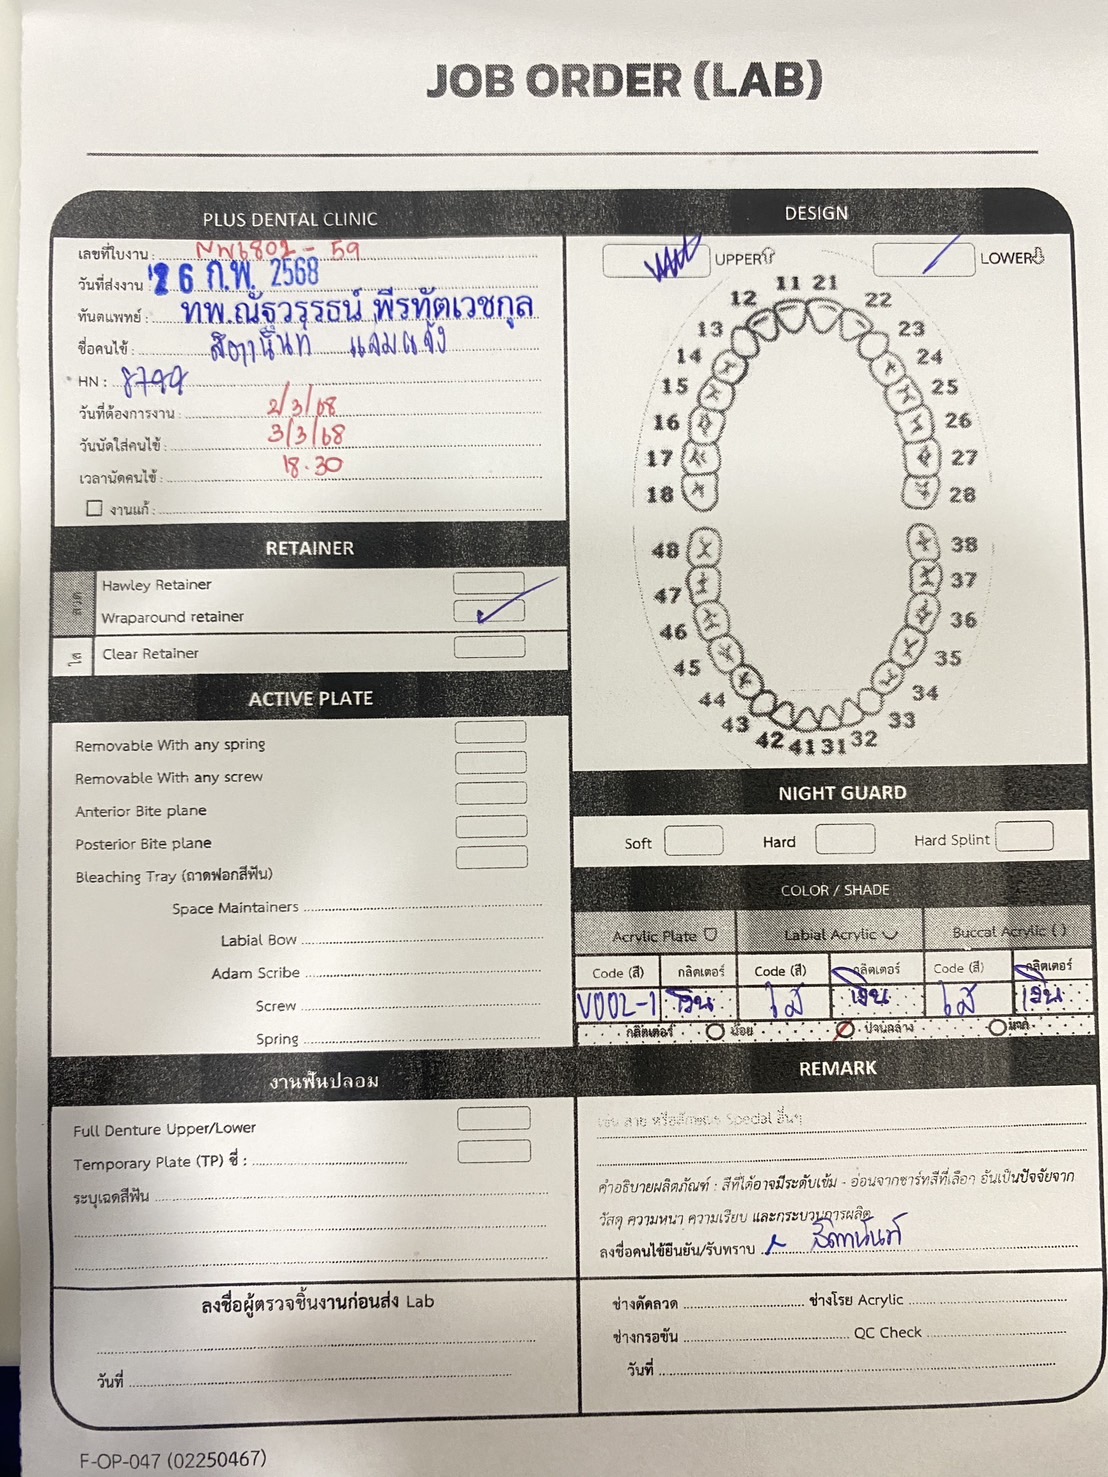 JOB ORDER (LAB)
PLUS DENTAL CLINIC
เลขที่ใบงาน : NW6802-59
วันที่ส่งงาน : 26 ก.พ. 2568
ทันตแพทย์ : ทพ.ณัฐวรรธน์ พีรทัตเวชกูล
ชื่อคนไข้ : แจ่มแจ้ง
HN : 8799
วันที่ต้องการงาน : 2/3/68
วันนัดใส่คนไข้ : 3/3/68
เวลานัดคนไข้ : 18.30
งานแก้ :
RETAINER
ลวด
Hawley Retainer
Wraparound retainer
ใส
Clear Retainer
ACTIVE PLATE
Removable With any spring
Removable With any screw
Anterior Bite plane
Posterior Bite plane
Bleaching Tray (ถาดฟอกสีฟัน)
Space Maintainers
Labial Bow
Adam Scribe
Screw
Spring
งานฟันปลอม
Full Denture Upper/Lower
Temporary Plate (TP) ซี่ :
ระบุเฉดสีฟัน
ลงชื่อผู้ตรวจชิ้นงานก่อนส่ง Lab
วันที่
DESIGN
UPPER LOWER
11 21
12 22
13 23
14 24
15 25
16 26
17 27
18 28
48 38
47 37
46 36
45 35
44 34
43 33
42 41 31 32
NIGHT GUARD
Soft Hard Hard Splint
COLOR / SHADE
Acrylic Plate Labial Acrylic Buccal Acrylic ( )
Code (สี) กลิตเตอร์ Code (สี) กลิตเตอร์ Code (สี) กลิตเตอร์
V002-1 เงิน ใส เงิน ใส เงิน
กลิตเตอร์ น้อย ปานกลาง มาก
REMARK
เช่น ลาย หรือลักษณะ Special อื่นๆ
คำอธิบายผลิตภัณฑ์ : สีที่ได้อาจมีระดับเข้ม - อ่อนจากชาร์ทสีที่เลือก อันเป็นปัจจัยจาก
วัสดุ ความหนา ความเรียบ และกระบวนการผลิต
ลงชื่อคนไข้ยืนยัน/รับทราบ
ช่างดัดลวด ช่างโรย Acrylic
ช่างกรอขัน QC Check
วันที่
F-OP-047 (02250467)